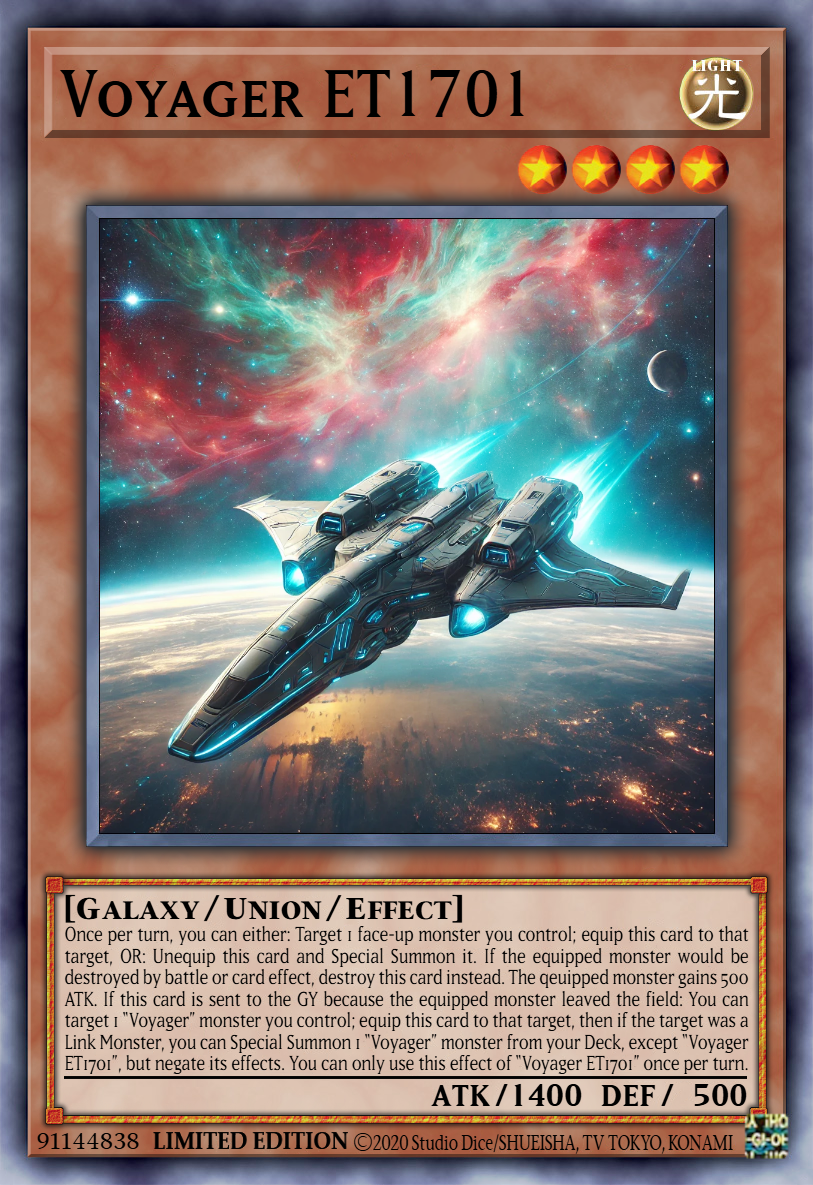 Voyager ET1701
LIGHT
光
[Galaxy/Union/Effect]
Once per turn, you can either: Target 1 face-up monster you control; equip this card to that
target, OR: Unequip this card and Special Summon it. If the equipped monster would be
destroyed by battle or card effect, destroy this card instead. The qeuipped monster gains 500
ATK. If this card is sent to the GY because the equipped monster leaved the field: You can
target 1 "Voyager" monster you control; equip this card to that target, then if the target was a
Link Monster, you can Special Summon 1 "Voyager" monster from your Deck, except "Voyager
ET1701", but negate its effects. You can only use this effect of "Voyager ET1701" once per turn.
ATK/1400 DEF/ 500
91144838 LIMITED EDITION ©2020 Studio Dice/SHUEISHA, TV TOKYO, KONAMI